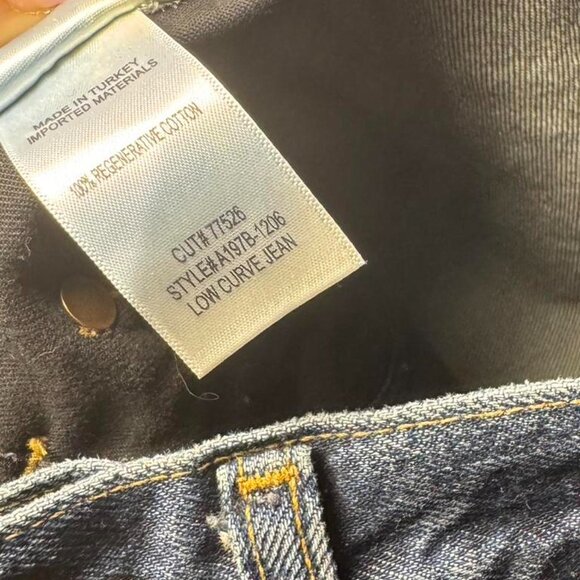 MADE IN TURKEY
IMPORTED MATERIALS
100% REGENERATIVE COTTON
CUT# 77526
STYLE#A197B-1206
LOW CURVE JEAN